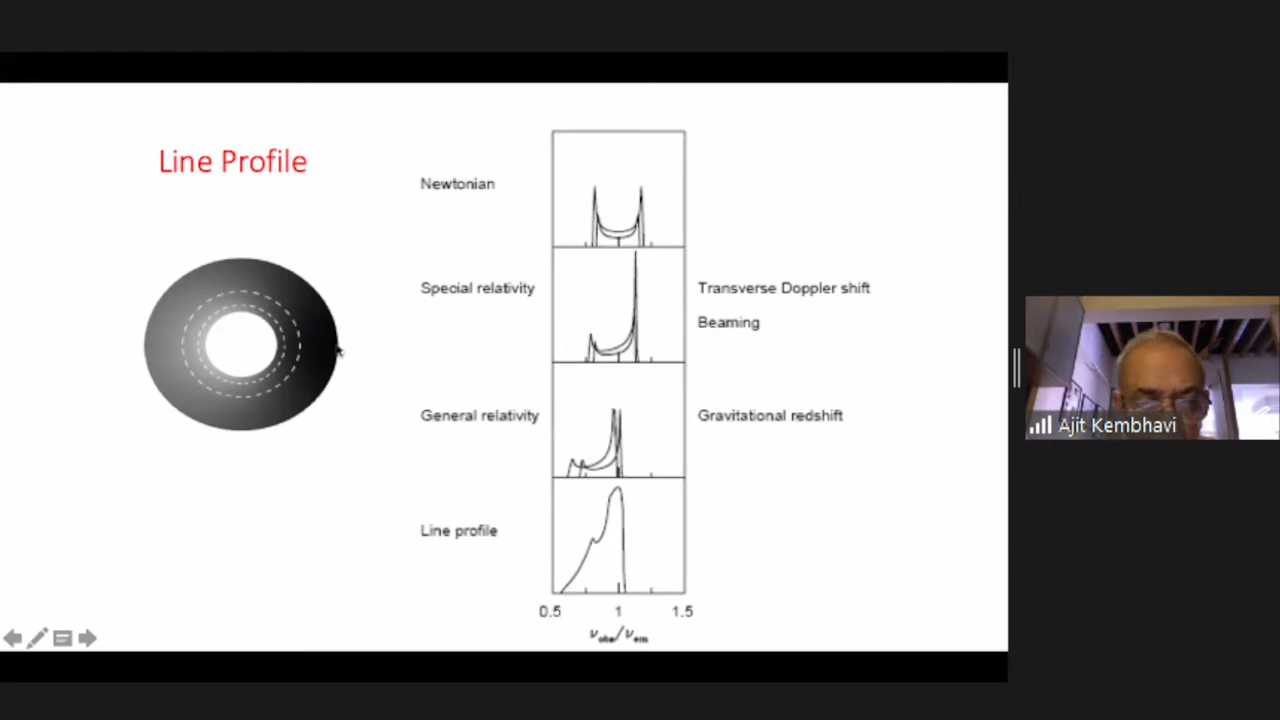 Line Profile
Newtonian
Special relativity
Transverse Doppler shift
Beaming
General relativity
Gravitational redshift
Line profile
0.5 1 1.5
ν_obs/ν_em
Ajit Kembhavi